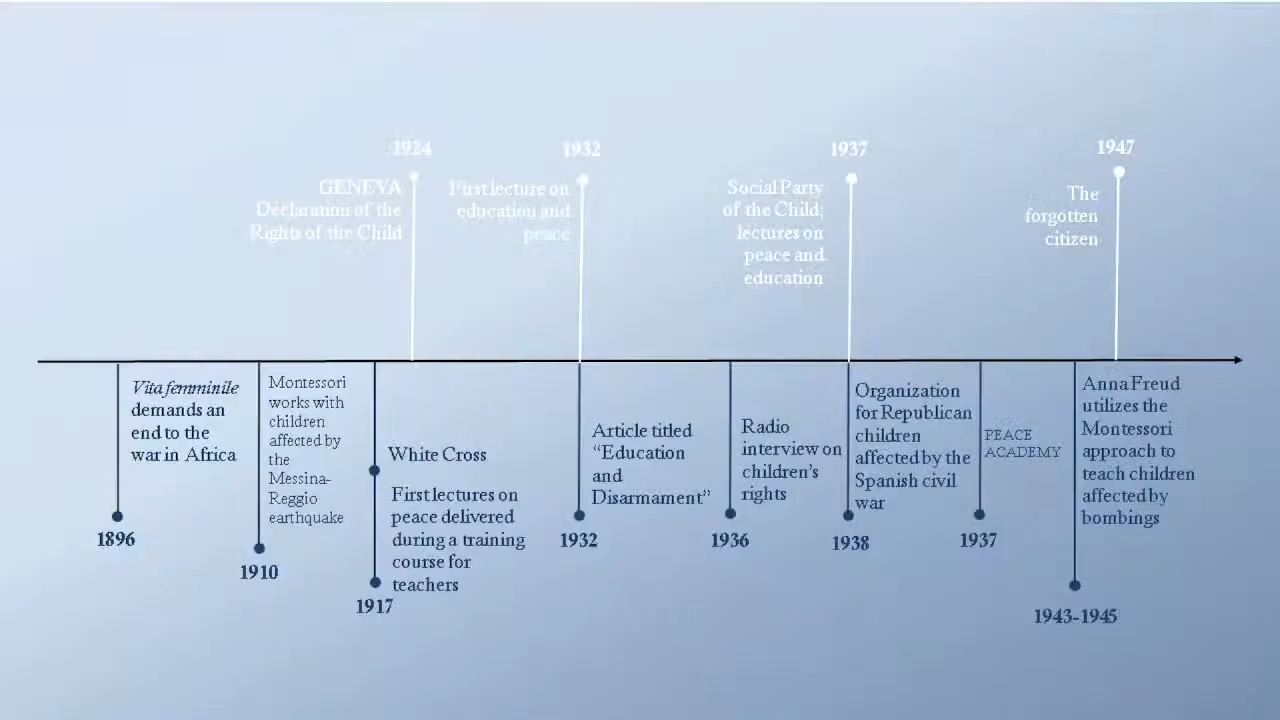 1924
GENEVA
Declaration of the
Rights of the Child
1932
First lecture on
education and
peace
1937
Social Party
of the Child;
lectures on
peace and
education
1947
The
forgotten
citizen
Vita femminile
demands an
end to the
war in Africa
1896
Montessori
works with
children
affected by
the
Messina-
Reggio
earthquake
1910
White Cross
First lectures on
peace delivered
during a training
course for
teachers
1917
Article titled
“Education
and
Disarmament”
1932
Radio
interview on
children’s
rights
1936
Organization
for Republican
children
affected by the
Spanish civil
war
1938
PEACE
ACADEMY
1937
Anna Freud
utilizes the
Montessori
approach to
teach children
affected by
bombings
1943-1945